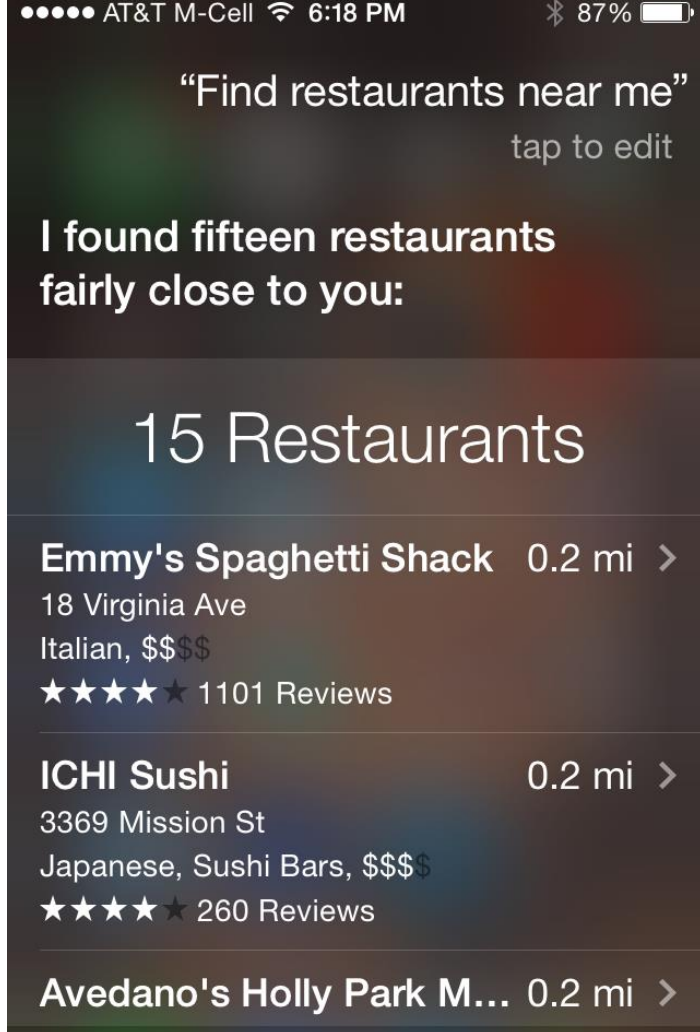 AT&T M-Cell 6:18 PM 87%
“Find restaurants near me”
tap to edit
I found fifteen restaurants
fairly close to you:
15 Restaurants
Emmy's Spaghetti Shack 0.2 mi
18 Virginia Ave
Italian, $$$$
★★★★★ 1101 Reviews
ICHI Sushi 0.2 mi
3369 Mission St
Japanese, Sushi Bars, $$$$
★★★★★ 260 Reviews
Avedano's Holly Park M... 0.2 mi